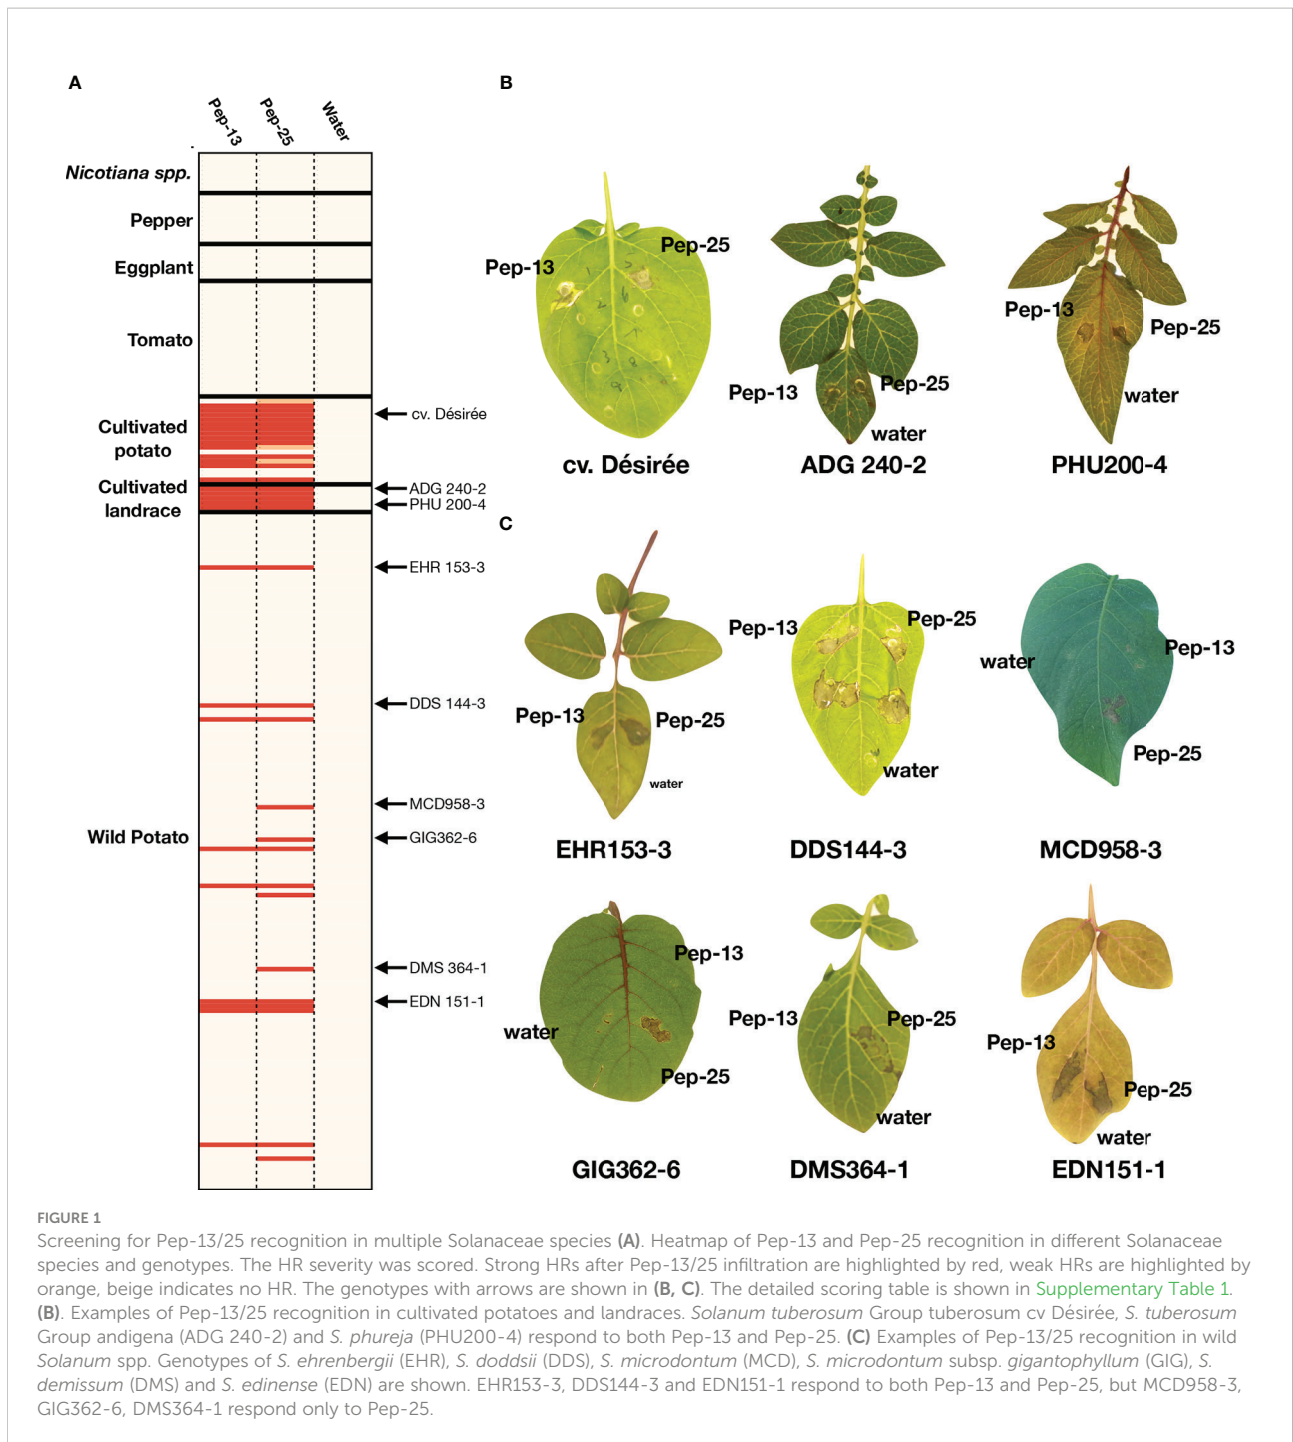 A
B
Pep-13
Pep-25
Water
Nicotiana spp.
Pepper
Eggplant
Tomato
Cultivated
potato
Cultivated
landrace
Wild Potato
cv. Désirée
ADG 240-2
PHU 200-4
EHR 153-3
DDS 144-3
MCD958-3
GIG362-6
DMS 364-1
EDN 151-1
Pep-13
Pep-25
cv. Désirée
Pep-13
Pep-25
water
ADG 240-2
Pep-13
Pep-25
water
PHU200-4
C
Pep-13
Pep-25
water
EHR153-3
Pep-13
Pep-25
water
DDS144-3
water
Pep-13
Pep-25
MCD958-3
Pep-13
water
Pep-25
GIG362-6
Pep-13
Pep-25
water
DMS364-1
Pep-13
Pep-25
water
EDN151-1
FIGURE 1
Screening for Pep-13/25 recognition in multiple Solanaceae species (A). Heatmap of Pep-13 and Pep-25 recognition in different Solanaceae
species and genotypes. The HR severity was scored. Strong HRs after Pep-13/25 infiltration are highlighted by red, weak HRs are highlighted by
orange, beige indicates no HR. The genotypes with arrows are shown in (B, C). The detailed scoring table is shown in Supplementary Table 1.
(B). Examples of Pep-13/25 recognition in cultivated potatoes and landraces. Solanum tuberosum Group tuberosum cv Désirée, S. tuberosum
Group andigena (ADG 240-2) and S. phureja (PHU200-4) respond to both Pep-13 and Pep-25. (C) Examples of Pep-13/25 recognition in wild
Solanum spp. Genotypes of S. ehrenbergii (EHR), S. doddsii (DDS), S. microdontum (MCD), S. microdontum subsp. gigantophyllum (GIG), S.
demissum (DMS) and S. edinense (EDN) are shown. EHR153-3, DDS144-3 and EDN151-1 respond to both Pep-13 and Pep-25, but MCD958-3,
GIG362-6, DMS364-1 respond only to Pep-25.